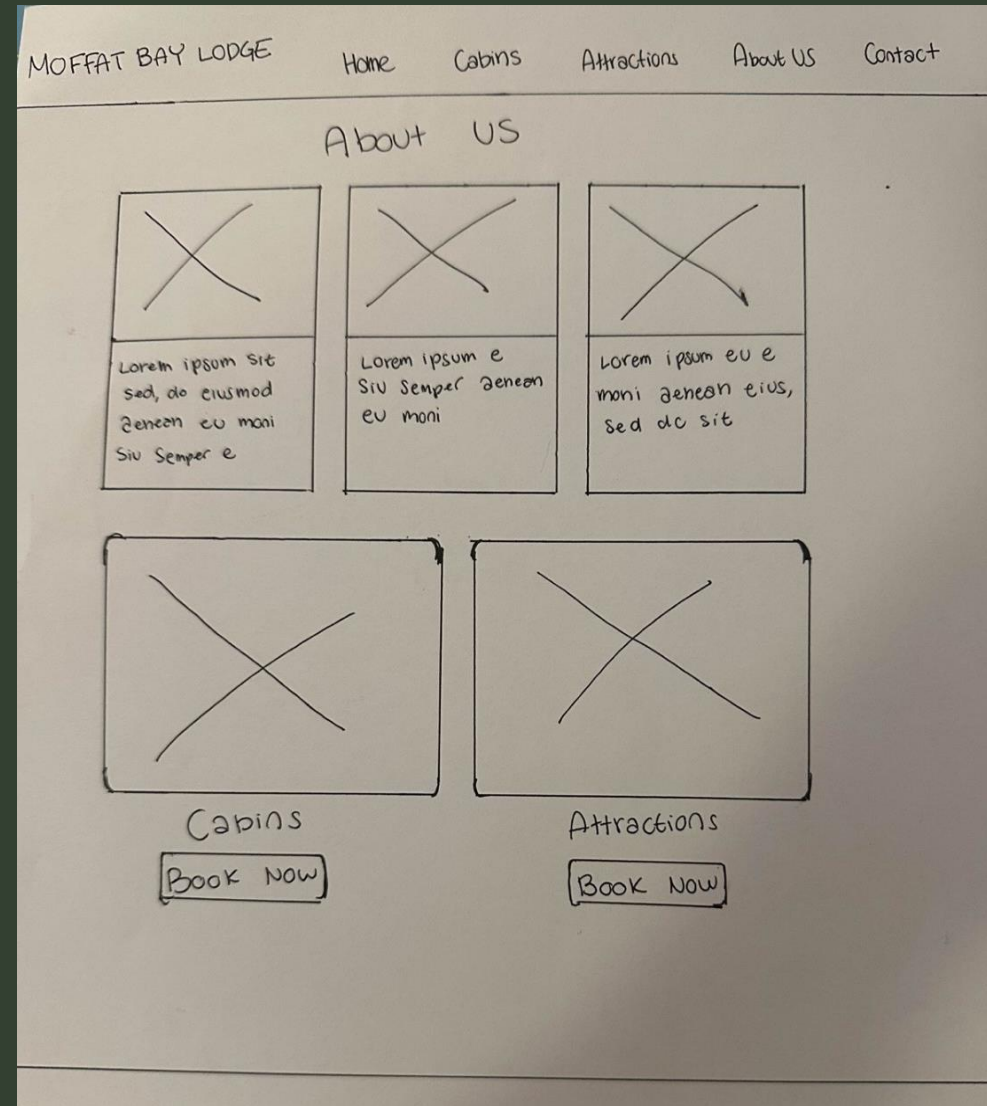 MOFFAT BAY LODGE Home Cabins Attractions About US Contact
About US
Lorem ipsum sit
sed, do eiusmod
aenean eu moni
siu semper e
Lorem ipsum e
siu semper aenean
eu moni
Lorem ipsum eu e
moni aenean eius,
sed dc sit
Cabins
BOOK NOW
Attractions
BOOK NOW